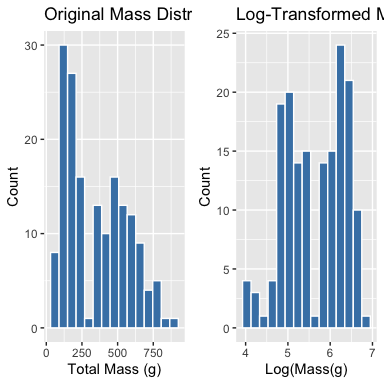 Original Mass Distr
30
20
10
0
Count
0 250 500 750
Total Mass (g)
Log-Transformed M
25
20
15
10
5
0
Count
4 5 6 7
Log(Mass(g)